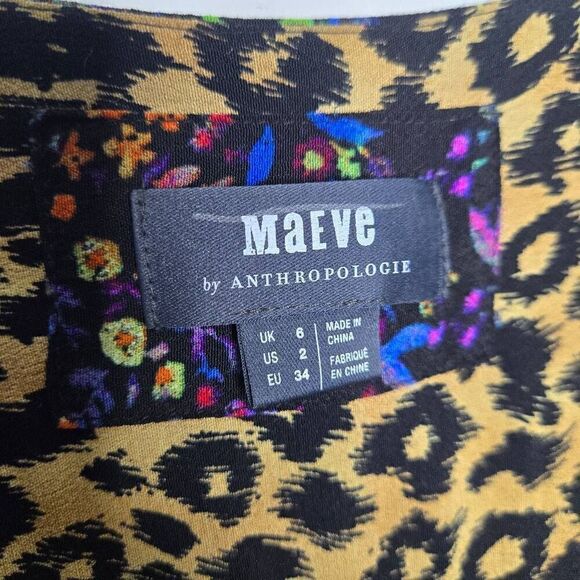 MAEVE
by ANTHROPOLOGIE
UK 6
US 2
EU 34
MADE IN
CHINA
FABRIQUÉ
EN CHINE